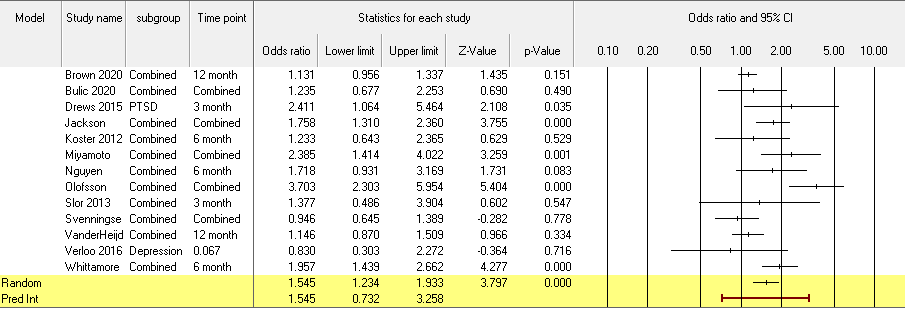 Model Study name subgroup Time point Statistics for each study Odds ratio and 95% CI
Odds ratio Lower limit Upper limit Z-Value p-Value 0.10 0.20 0.50 1.00 2.00 5.00 10.00
Brown 2020 Combined 12 month 1.131 0.956 1.337 1.435 0.151
Bulic 2020 Combined Combined 1.235 0.677 2.253 0.690 0.490
Drews 2015 PTSD 3 month 2.411 1.064 5.464 2.108 0.035
Jackson Combined Combined 1.758 1.310 2.360 3.755 0.000
Koster 2012 Combined 6 month 1.233 0.643 2.365 0.629 0.529
Miyamoto Combined Combined 2.385 1.414 4.022 3.259 0.001
Nguyen Combined 6 month 1.718 0.931 3.169 1.731 0.083
Olofsson Combined Combined 3.703 2.303 5.954 5.404 0.000
Slor 2013 Combined 3 month 1.377 0.486 3.904 0.602 0.547
Svenningse Combined Combined 0.946 0.645 1.389 -0.282 0.778
VanderHeijd Combined 12 month 1.146 0.870 1.509 0.966 0.334
Verloo 2016 Depression 0.067 0.830 0.303 2.272 -0.364 0.716
Whittamore Combined 6 month 1.957 1.439 2.662 4.277 0.000
Random 1.545 1.234 1.933 3.797 0.000
Pred Int 1.545 0.732 3.258